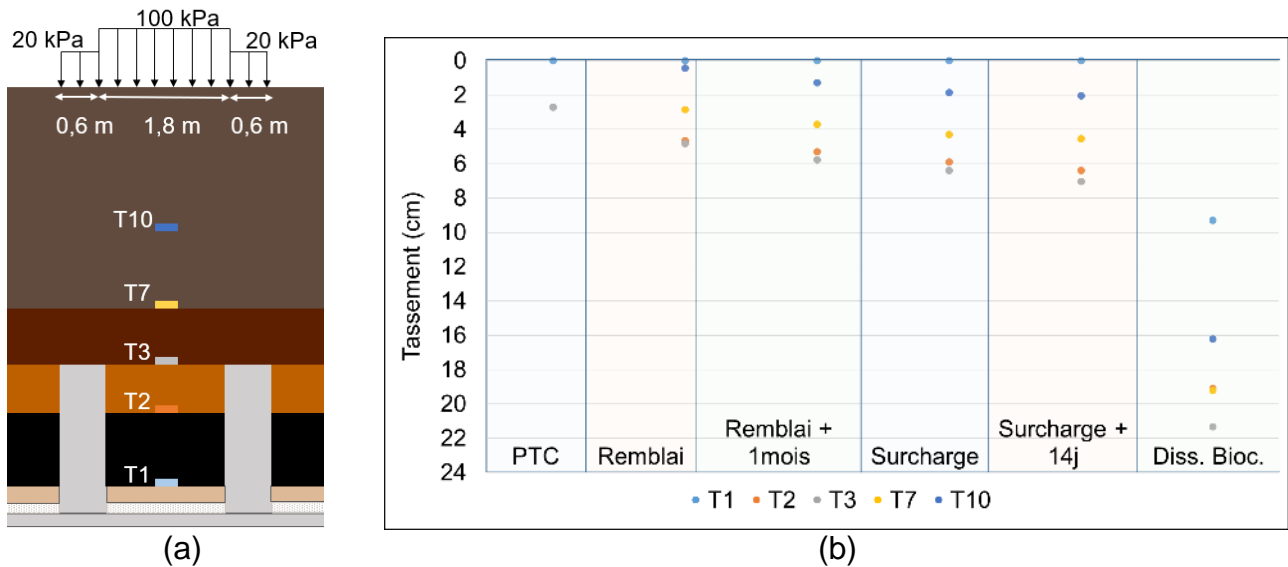 100 kPa
20 kPa
20 kPa
0,6 m
1,8 m
0,6 m
T10
T7
T3
T2
T1
(a)
Tassement (cm)
0
2
4
6
8
10
12
14
16
18
20
22
24
PTC
Remblai
Remblai +
1mois
Surcharge
Surcharge +
14j
Diss. Bioc.
T1
T2
T3
T7
T10
(b)